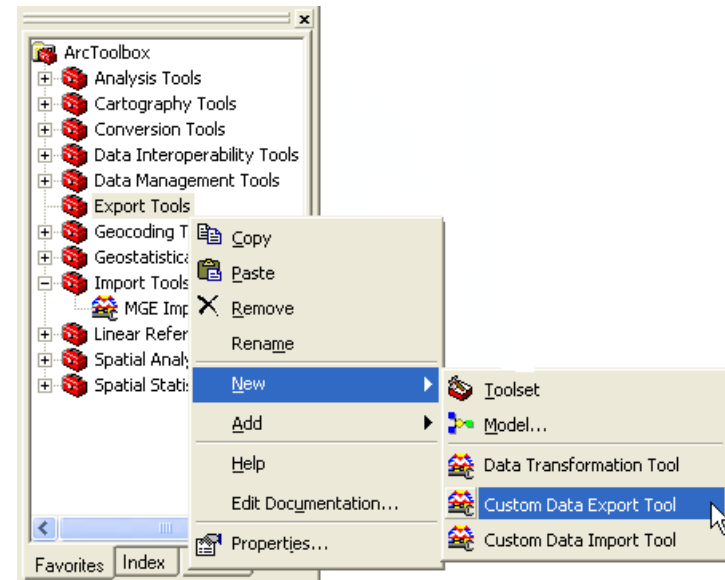 ArcToolbox
Analysis Tools
Cartography Tools
Conversion Tools
Data Interoperability Tools
Data Management Tools
Export Tools
Geocoding T
Geostatistica
Import Tools
MGE Imp
Linear Refer
Spatial Analy
Spatial Statis
Copy
Paste
Remove
Rename
New
Add
Help
Edit Documentation...
Properties...
Toolset
Model...
Data Transformation Tool
Custom Data Export Tool
Custom Data Import Tool
Favorites
Index